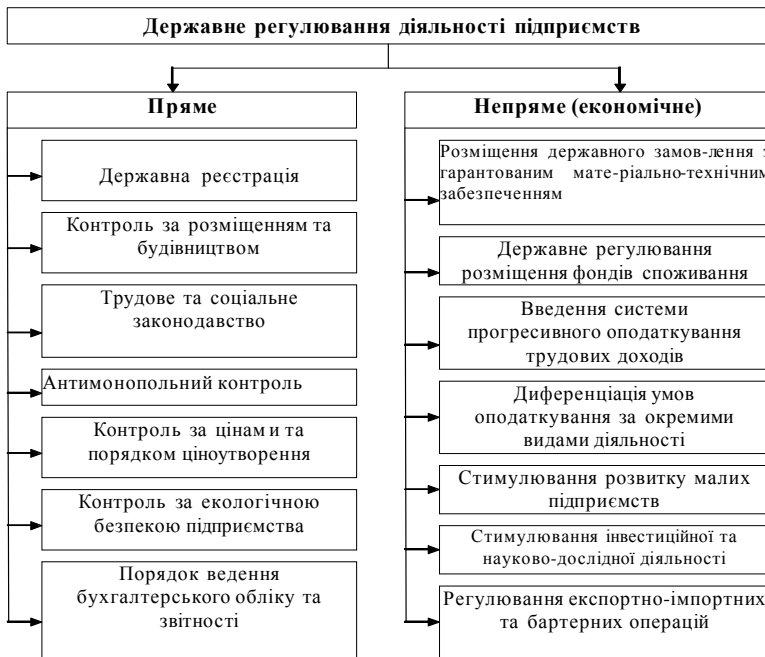 Державне регулювання діяльності підприємств
Пряме
Державна реєстрація
Контроль за розміщенням та
будівництвом
Трудове та соціальне
законодавство
Антимонопольний контроль
Контроль за цінам и та
порядком ціноутворення
Контроль за екологічною
безпекою підприємства
Порядок ведення
бухгалтерського обліку та
звітності
Непряме (економічне)
Розміщення державного замов-лення з
гарантованим мате-ріально-технічним
забезпеченням
Державне регулювання
розміщення фондів споживання
Введення системи
прогресивного оподаткування
трудових доходів
Диференціація умов
оподаткування за окремими
видами діяльності
Стимулювання розвитку малих
підприємств
Стимулювання інвестиційної та
науково-дослідної діяльності
Регулювання експортно-імпортних
та бартерних операцій